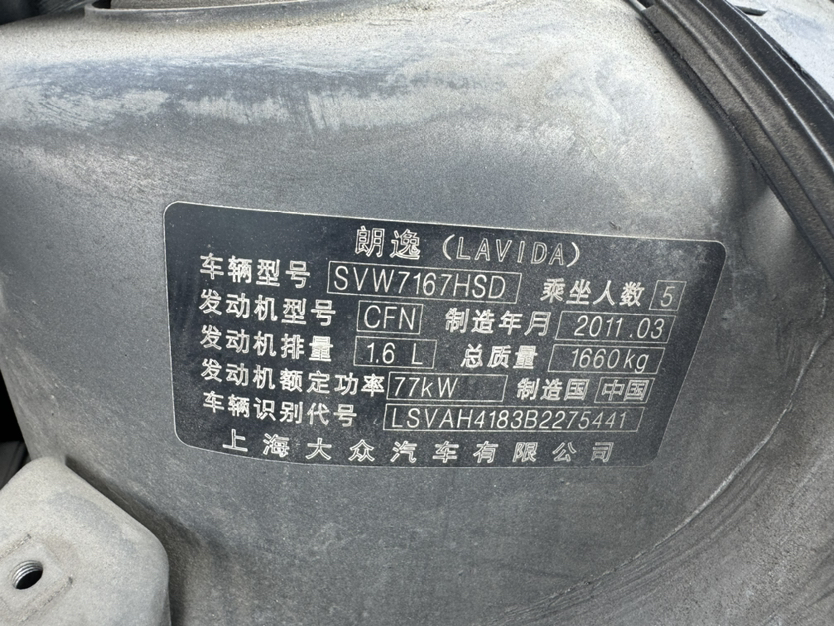 朗逸（LAVIDA）
车辆型号 SVW7167HSD 乘坐人数 5
发动机型号 CFN 制造年月 2011.03
发动机排量 1.6 L 总质量 1660kg
发动机额定功率 77kW 制造国 中国
车辆识别代号 LSVAH4183B2275441
上海大众汽车有限公司